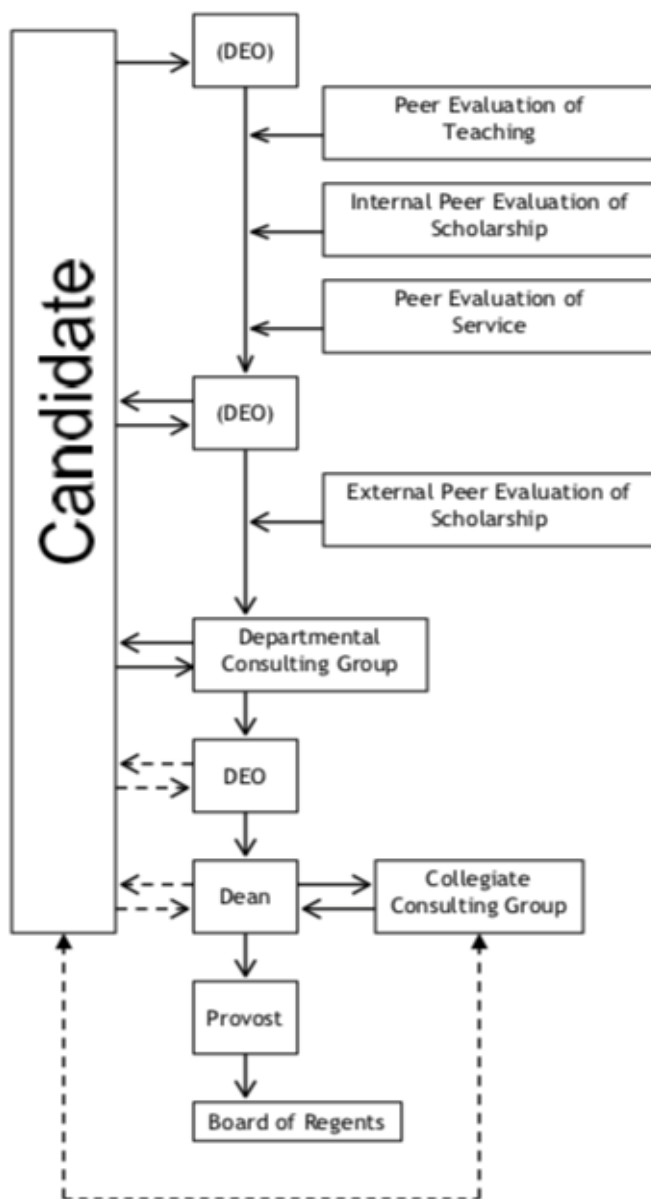 (DEO)
Peer Evaluation of
Teaching
Internal Peer Evaluation of
Scholarship
Peer Evaluation of
Service
Candidate
(DEO)
External Peer Evaluation of
Scholarship
Departmental
Consulting Group
DEO
Dean
Collegiate
Consulting Group
Provost
Board of Regents